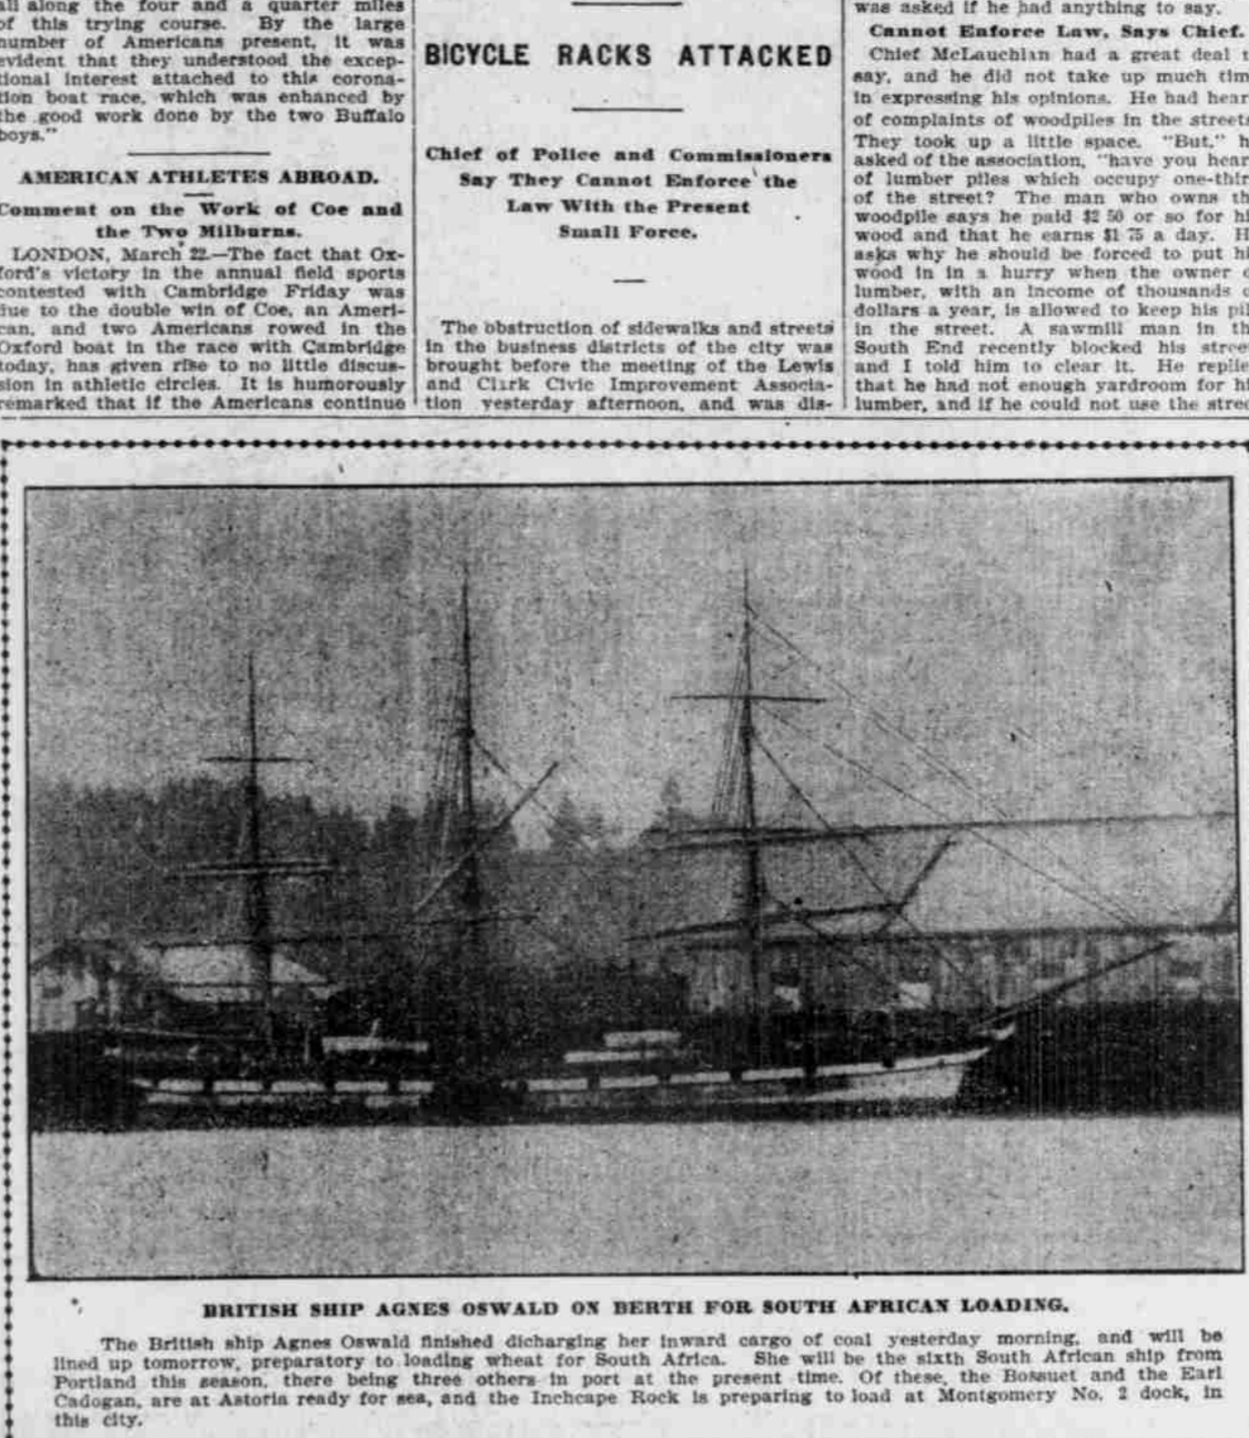 all along the four and a quarter miles
of this trying course. By the large
number of Americans present, it was
evident that they understood the excep-
tional interest attached to this corona-
tion boat race, which was enhanced by
the good work done by the two Buffalo
boys."
AMERICAN ATHLETES ABROAD.
Comment on the Work of Coe and
the Two Milburns.
LONDON, March 22.—The fact that Ox-
ford's victory in the annual field sports
contested with Cambridge Friday was
due to the double win of Coe, an Ameri-
can, and two Americans rowed in the
Oxford boat in the race with Cambridge
today, has given rise to no little discus-
sion in athletic circles. It is humorously
remarked that if the Americans continue
BICYCLE RACKS ATTACKED
Chief of Police and Commissioners
Say They Cannot Enforce the
Law With the Present
Small Force.
The obstruction of sidewalks and streets
in the business districts of the city was
brought before the meeting of the Lewis
and Clark Civic Improvement Associa-
tion yesterday afternoon, and was dis-
was asked if he had anything to say.
Cannot Enforce Law, Says Chief.
Chief McLauchlan had a great deal t
say, and he did not take up much tim
in expressing his opinions. He had hear
of complaints of woodpiles in the streets
They took up a little space. "But," h
asked of the association, "have you hear
of lumber piles which occupy one-thir
of the street? The man who owns th
woodpile says he paid $2 50 or so for hi
wood and that he earns $1 75 a day. H
asks why he should be forced to put hi
wood in in a hurry when the owner o
lumber, with an income of thousands o
dollars a year, is allowed to keep his pil
in the street. A sawmill man in th
South End recently blocked his stree
and I told him to clear it. He replie
that he had not enough yardroom for hi
lumber, and if he could not use the stree
BRITISH SHIP AGNES OSWALD ON BERTH FOR SOUTH AFRICAN LOADING.
The British ship Agnes Oswald finished dicharging her inward cargo of coal yesterday morning, and will be
lined up tomorrow, preparatory to loading wheat for South Africa. She will be the sixth South African ship from
Portland this season, there being three others in port at the present time. Of these, the Bossuet and the Earl
Cadogan, are at Astoria ready for sea, and the Inchcape Rock is preparing to load at Montgomery No. 2 dock, in
this city.